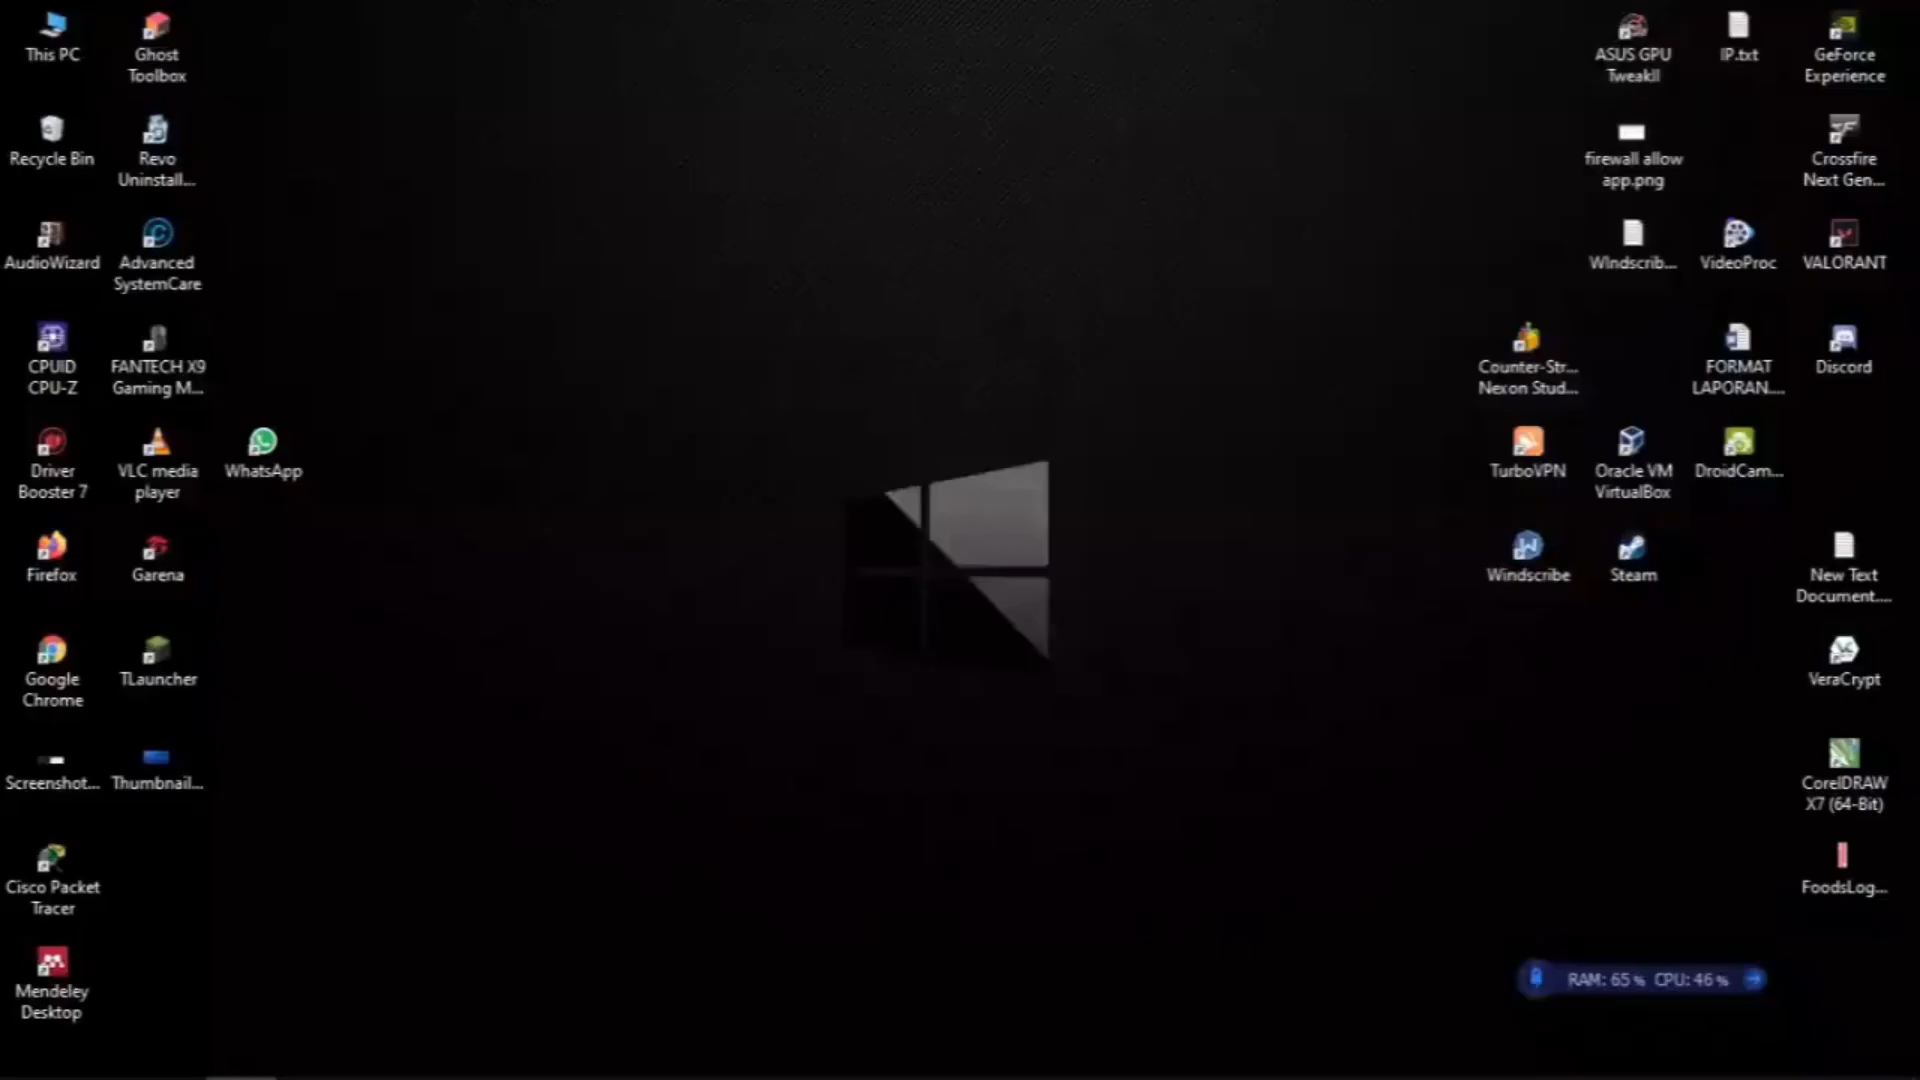 This PC
Ghost
Toolbox
Recycle Bin
Revo
Uninstall...
AudioWizard
Advanced
SystemCare
CPUID
CPU-Z
FANTECH X9
Gaming M...
Driver
Booster 7
VLC media
player
WhatsApp
Firefox
Garena
Google
Chrome
TLauncher
Screenshot...
Thumbnail...
Cisco Packet
Tracer
Mendeley
Desktop
ASUS GPU
TweakII
IP.txt
GeForce
Experience
firewall allow
app.png
Crossfire
Next Gen...
WIndscrib...
VideoProc
VALORANT
Counter-Str...
Nexon Stud...
FORMAT
LAPORAN....
Discord
TurboVPN
Oracle VM
VirtualBox
DroidCam...
Windscribe
Steam
New Text
Document....
VeraCrypt
CorelDRAW
X7 (64-Bit)
FoodsLog...
RAM: 65% CPU: 46%